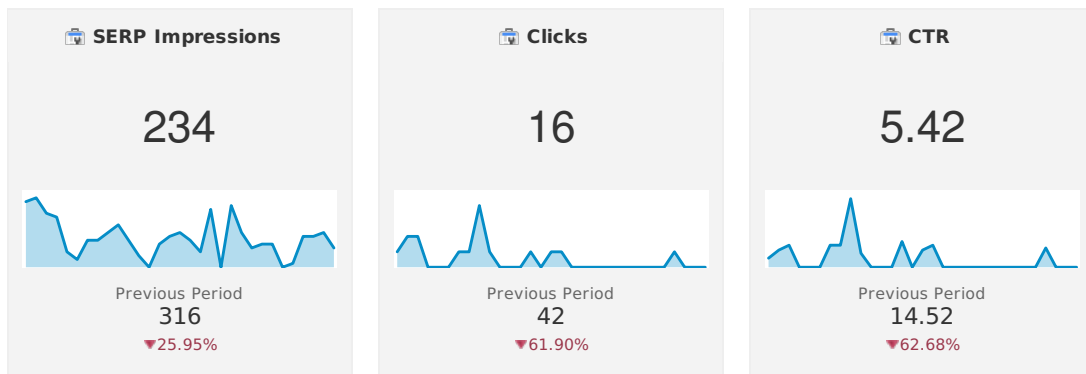 SERP Impressions
234
Previous Period
316
▼25.95%
Clicks
16
Previous Period
42
▼61.90%
CTR
5.42
Previous Period
14.52
▼62.68%